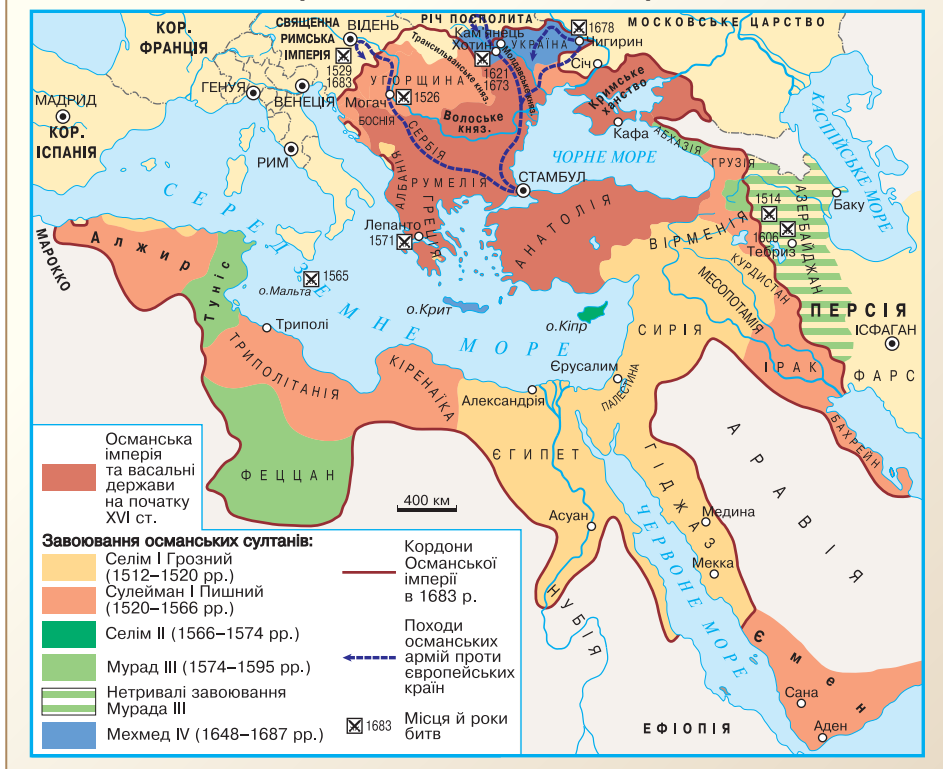 КОР.
ФРАНЦІЯ
СВЯЩЕННА
РИМСЬКА
ІМПЕРІЯ
ВІДЕНЬ
1529
1683
РІЧ ПОСПОЛИТА
Кам'янець
Хотин
УКРАЇНА
1678
Чигирин
Січ
МОСКОВСЬКЕ ЦАРСТВО
1621
1673
Трансильванське княз.
Молдавське княз.
УГОРЩИНА
Могач
1526
БОСНІЯ
Волоське
княз.
СЕРБІЯ
Кримське
ханство
Кафа
АБХАЗІЯ
ГРУЗІЯ
КАСПІЙСЬКЕ МОРЕ
МАДРИД
КОР.
ІСПАНІЯ
ГЕНУЯ
ВЕНЕЦІЯ
РИМ
ЧОРНЕ МОРЕ
СТАМБУЛ
АЛБАНІЯ
РУМЕЛІЯ
ГРЕЦІЯ
Лепанто
1571
АНАТОЛІЯ
ВІРМЕНІЯ
1514
1606
Тебриз
АЗЕРБАЙДЖАН
Баку
КУРДИСТАН
МЕСОПОТАМІЯ
ПЕРСІЯ
ІСФАГАН
ФАРС
СЕРЕДЗЕМНЕ МОРЕ
МАРОККО
Алжир
Туніс
1565
о.Мальта
о.Крит
о.Кіпр
СИРІЯ
Триполі
ТРИПОЛІТАНІЯ
КІРЕНАЇКА
Єрусалим
ПАЛЕСТИНА
Александрія
ІРАК
БАХРЕЙН
ФЕЦЦАН
ЄГИПЕТ
400 км
Асуан
ГІДЖАЗ
Медина
Мекка
АРАВІЯ
ЧЕРВОНЕ МОРЕ
НУБІЯ
ЕФІОПІЯ
Ємен
Сана
Аден
Османська
імперія
та васальні
держави
на початку
XVI ст.
Завоювання османських султанів:
Селім I Грозний
(1512–1520 рр.)
Сулейман I Пишний
(1520–1566 рр.)
Селім II (1566–1574 рр.)
Мурад III (1574–1595 рр.)
Нетривалі завоювання
Мурада III
Мехмед IV (1648–1687 рр.)
Кордони
Османської
імперії
в 1683 р.
Походи
османських
армій проти
європейських
країн
1683
Місця й роки
битв